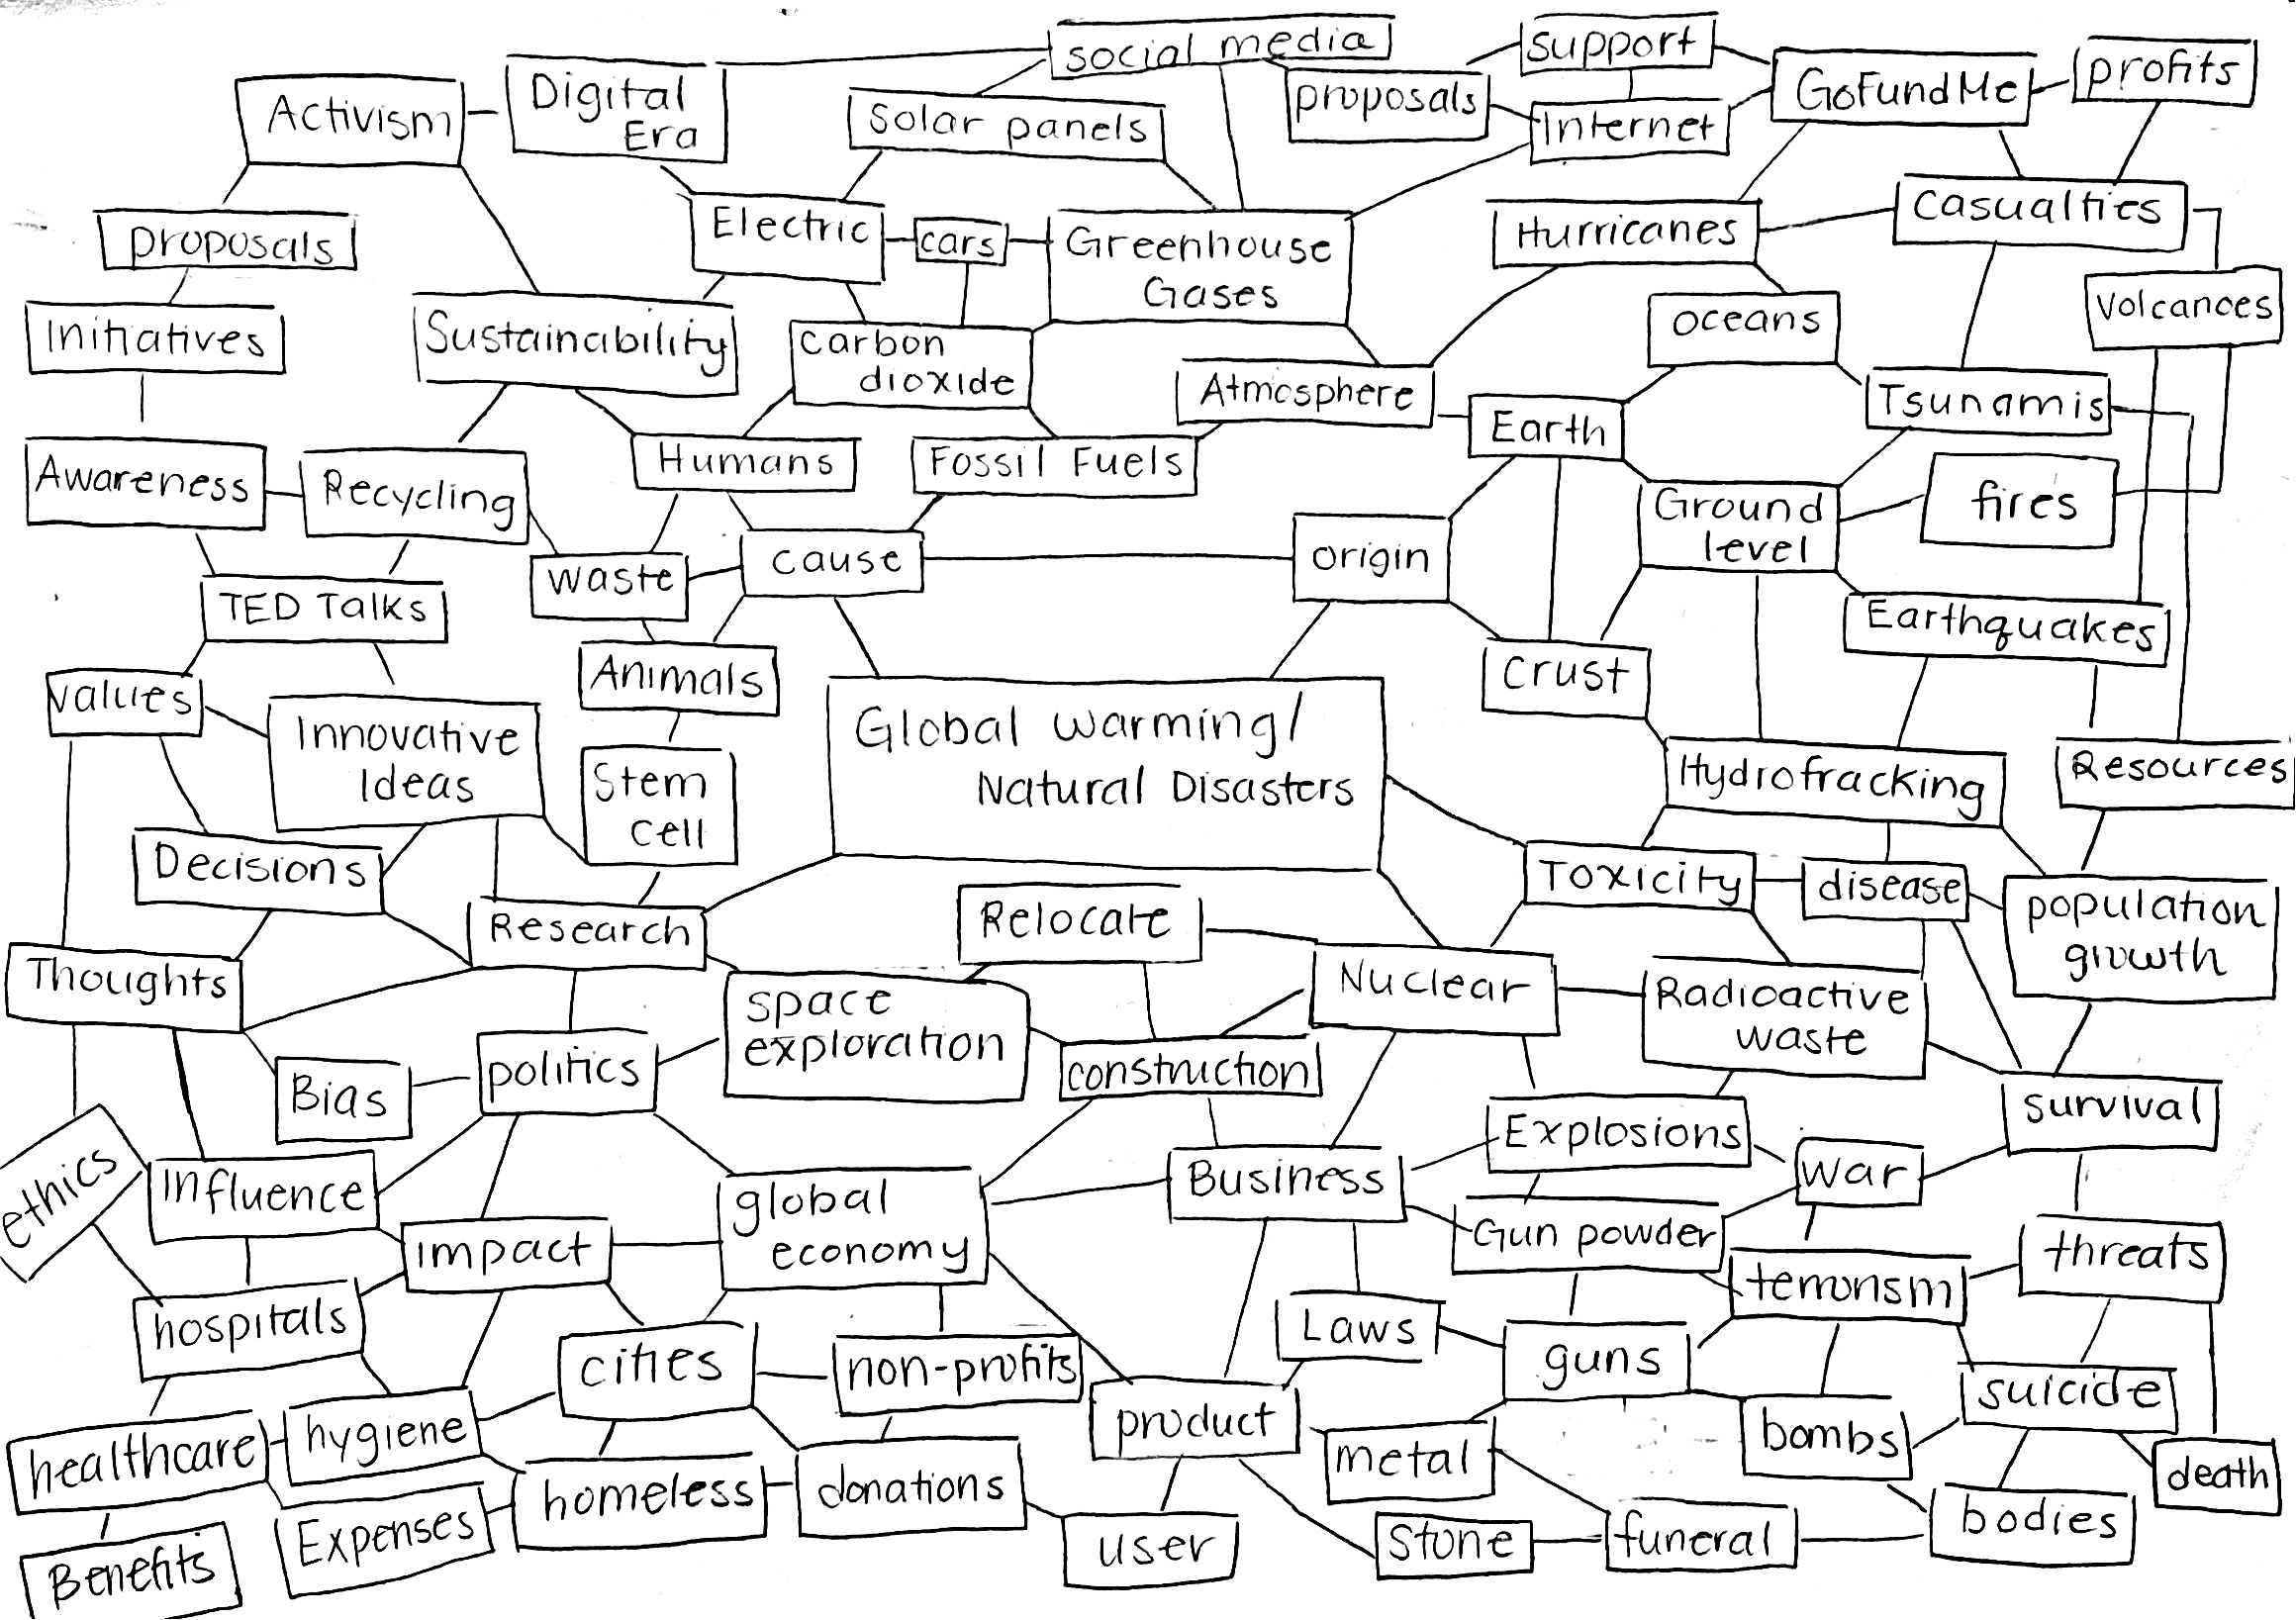 social media
support
profits
GoFundMe
Digital
Era
Activism
proposals
Solar panels
Internet
Casualties
Electric
cars
Greenhouse
Gases
Hurricanes
proposals
Volcanoes
Initiatives
Sustainability
carbon
dioxide
oceans
Atmosphere
Tsunamis
Earth
Awareness
Recycling
Humans
Fossil Fuels
Ground
level
fires
waste
cause
origin
TED Talks
Earthquakes
values
Animals
crust
Innovative
Ideas
Global warming/
Natural Disasters
Stem
cell
Hydrofracking
Resources
Decisions
Toxicity
disease
population
growth
Research
Relocate
Thoughts
space
exploration
Nuclear
Radioactive
waste
Bias
politics
construction
Explosions
survival
ethics
Influence
global
economy
Business
war
impact
Gun powder
threats
hospitals
terrorism
cities
non-profits
Laws
guns
suicide
healthcare
hygiene
product
metal
bombs
death
Expenses
homeless
donations
user
Stone
funeral
bodies
Benefits